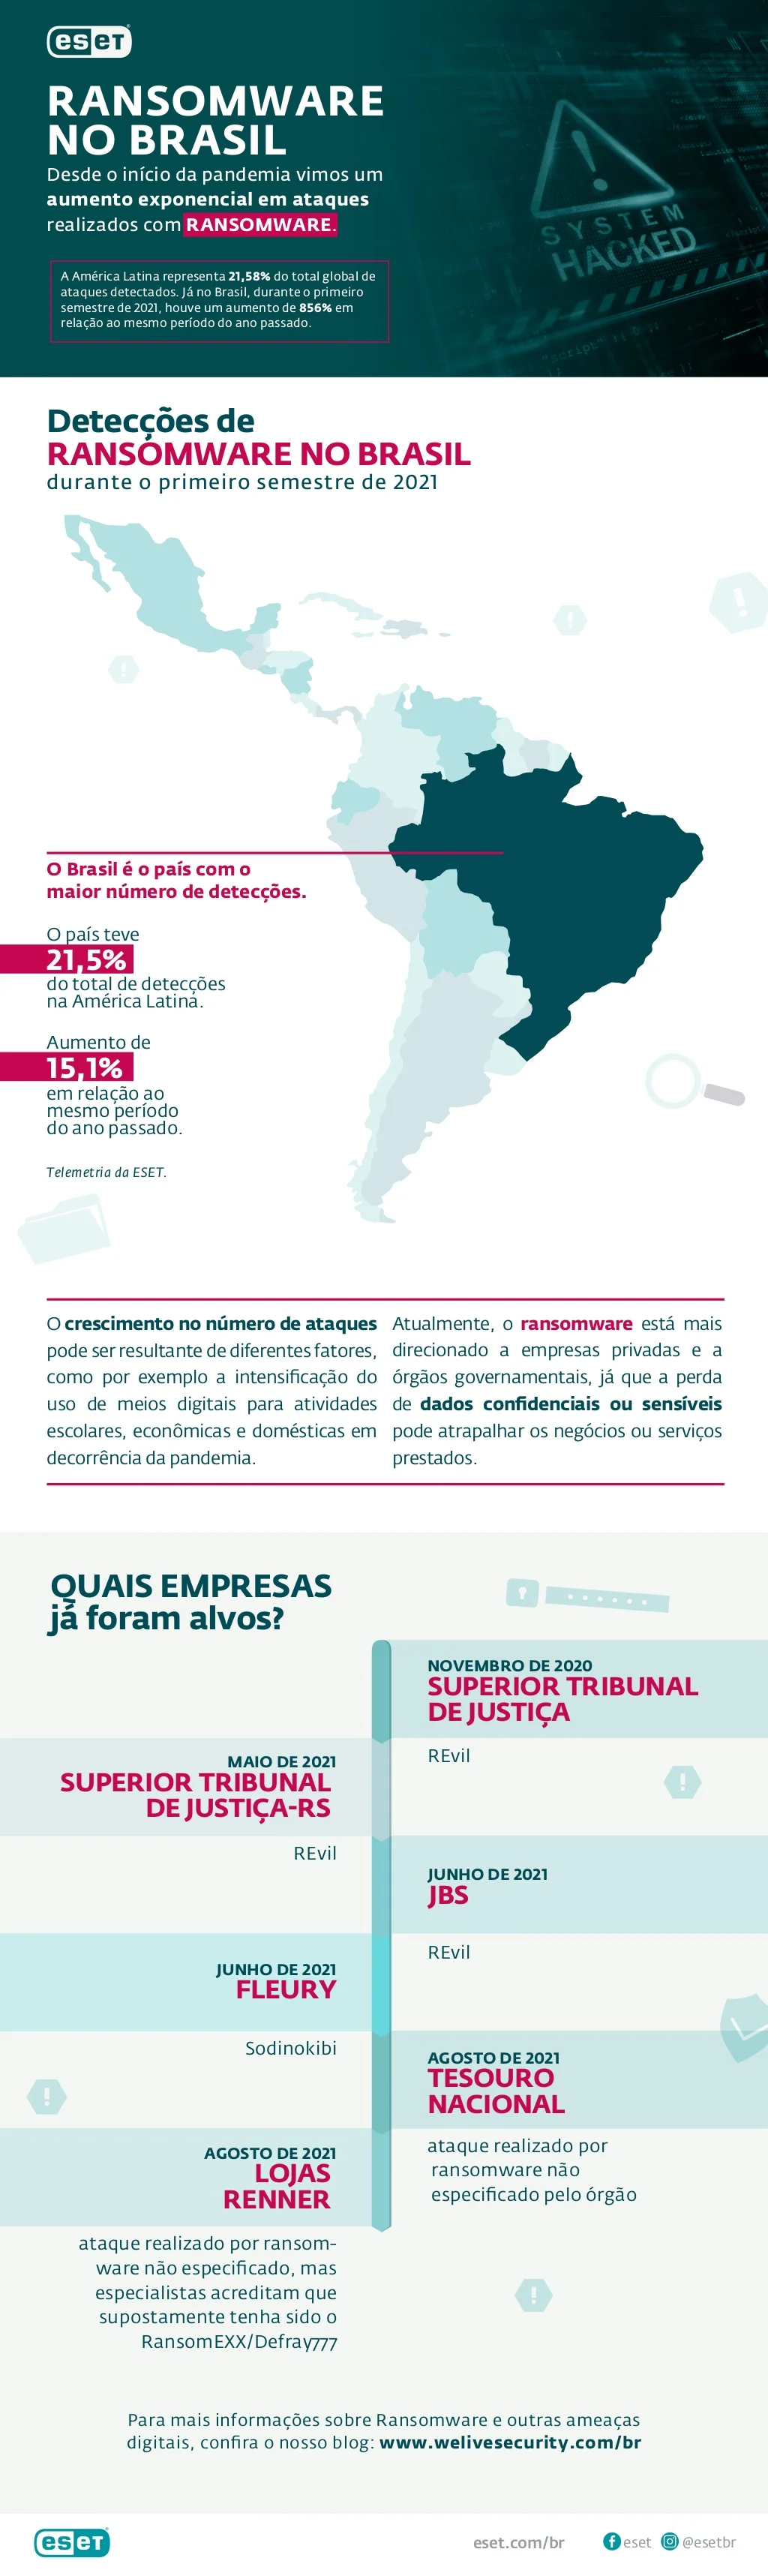 eset
RANSOMWARE
NO BRASIL
Desde o início da pandemia vimos um
aumento exponencial em ataques
realizados com RANSOMWARE.
A América Latina representa 21,58% do total global de
ataques detectados. Já no Brasil, durante o primeiro
semestre de 2021, houve um aumento de 856% em
relação ao mesmo período do ano passado.
SYSTEM
HACKED
"script"
Detecções de
RANSOMWARE NO BRASIL
durante o primeiro semestre de 2021
O Brasil é o país com o
maior número de detecções.
O país teve
21,5%
do total de detecções
na América Latina.
Aumento de
15,1%
em relação ao
mesmo período
do ano passado.
Telemetria da ESET.
O crescimento no número de ataques
pode ser resultante de diferentes fatores,
como por exemplo a intensificação do
uso de meios digitais para atividades
escolares, econômicas e domésticas em
decorrência da pandemia.
Atualmente, o ransomware está mais
direcionado a empresas privadas e a
órgãos governamentais, já que a perda
de dados confidenciais ou sensíveis
pode atrapalhar os negócios ou serviços
prestados.
QUAIS EMPRESAS
já foram alvos?
NOVEMBRO DE 2020
SUPERIOR TRIBUNAL
DE JUSTIÇA
REvil
MAIO DE 2021
SUPERIOR TRIBUNAL
DE JUSTIÇA-RS
REvil
JUNHO DE 2021
JBS
REvil
JUNHO DE 2021
FLEURY
Sodinokibi
AGOSTO DE 2021
TESOURO
NACIONAL
ataque realizado por
ransomware não
especificado pelo órgão
AGOSTO DE 2021
LOJAS
RENNER
ataque realizado por ransom-
ware não especificado, mas
especialistas acreditam que
supostamente tenha sido o
RansomEXX/Defray777
Para mais informações sobre Ransomware e outras ameaças
digitais, confira o nosso blog: www.welivesecurity.com/br
eset
eset.com/br
eset
@esetbr